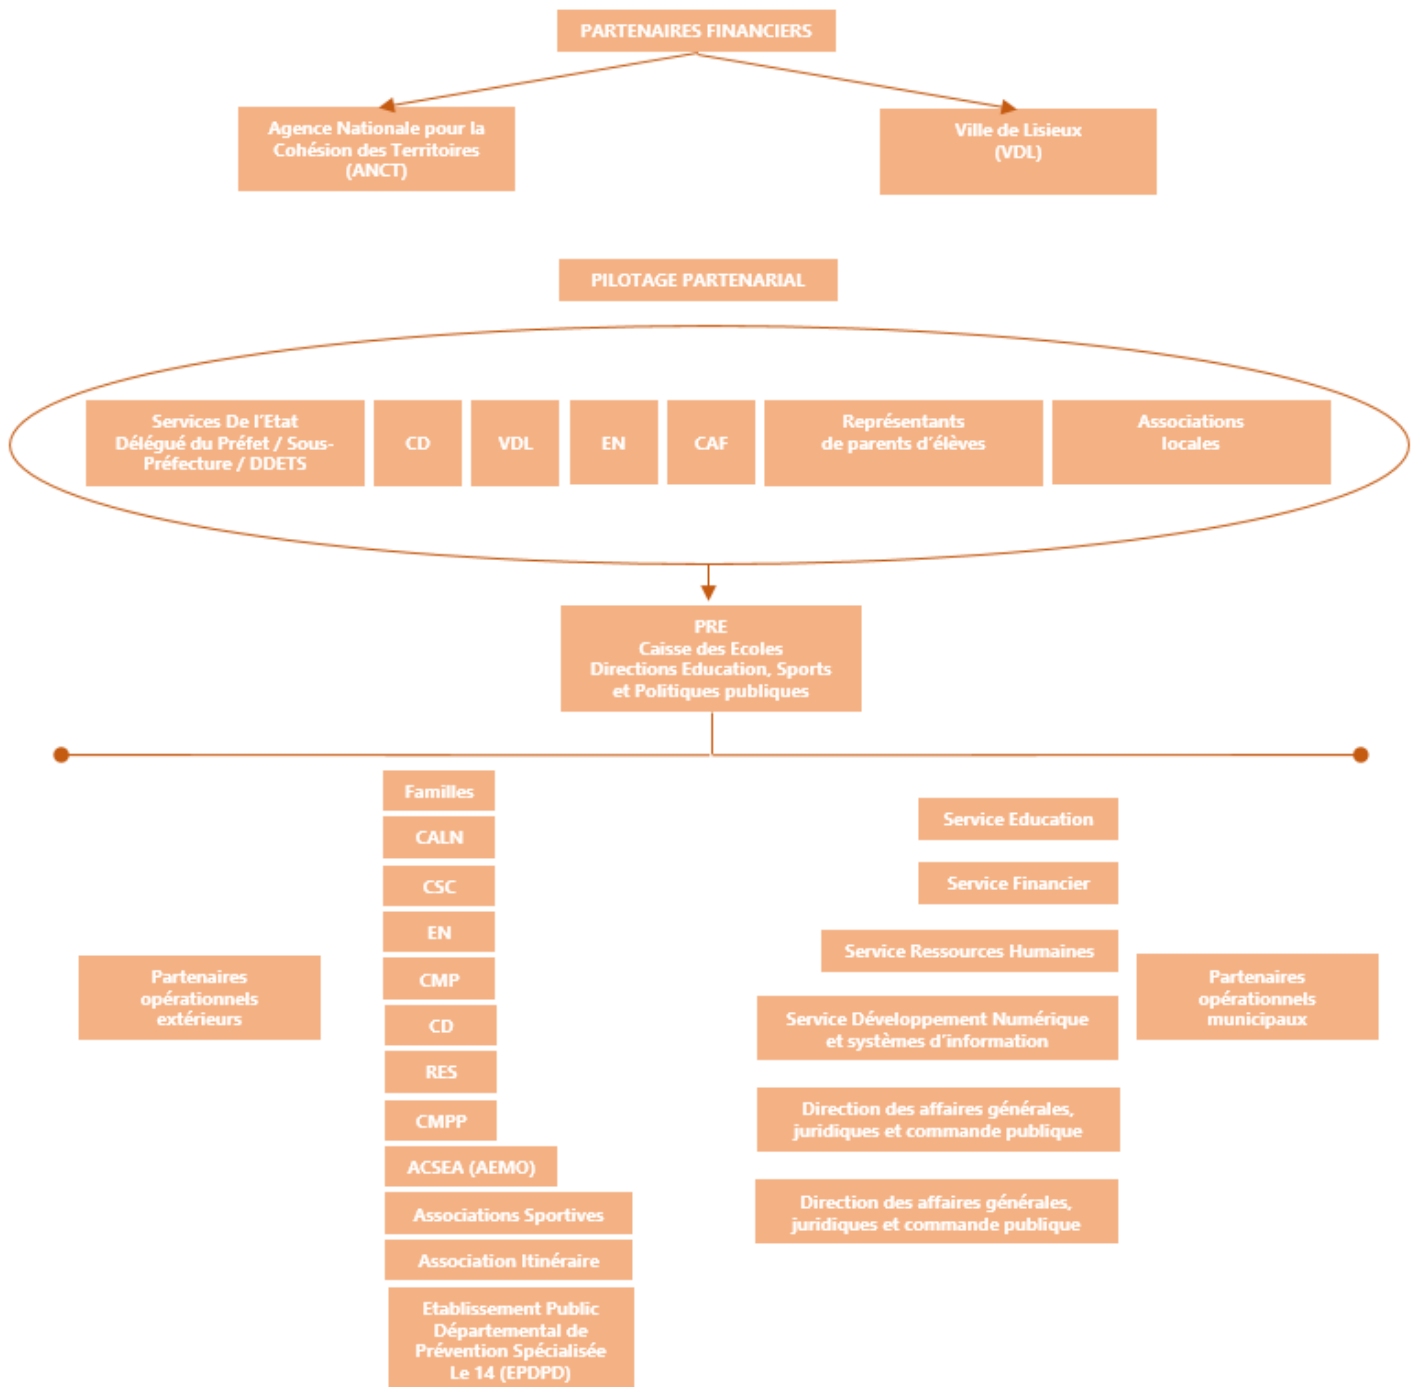 PARTENAIRES FINANCIERS
Agence Nationale pour la
Cohésion des Territoires
(ANCT)
Ville de Lisieux
(VDL)
PILOTAGE PARTENARIAL
Services De l'Etat
Délégué du Préfet / Sous-
Préfecture / DDETS
CD
VDL
EN
CAF
Représentants
de parents d'élèves
Associations
locales
PRE
Caisse des Ecoles
Directions Education, Sports
et Politiques publiques
Partenaires
opérationnels
extérieurs
Familles
CALN
CSC
EN
CMP
CD
RES
CMPP
ACSEA (AEMO)
Associations Sportives
Association Itinéraire
Etablissement Public
Départemental de
Prévention Spécialisée
Le 14 (EPDPD)
Service Education
Service Financier
Service Ressources Humaines
Service Développement Numérique
et systèmes d'information
Direction des affaires générales,
juridiques et commande publique
Direction des affaires générales,
juridiques et commande publique
Partenaires
opérationnels
municipaux